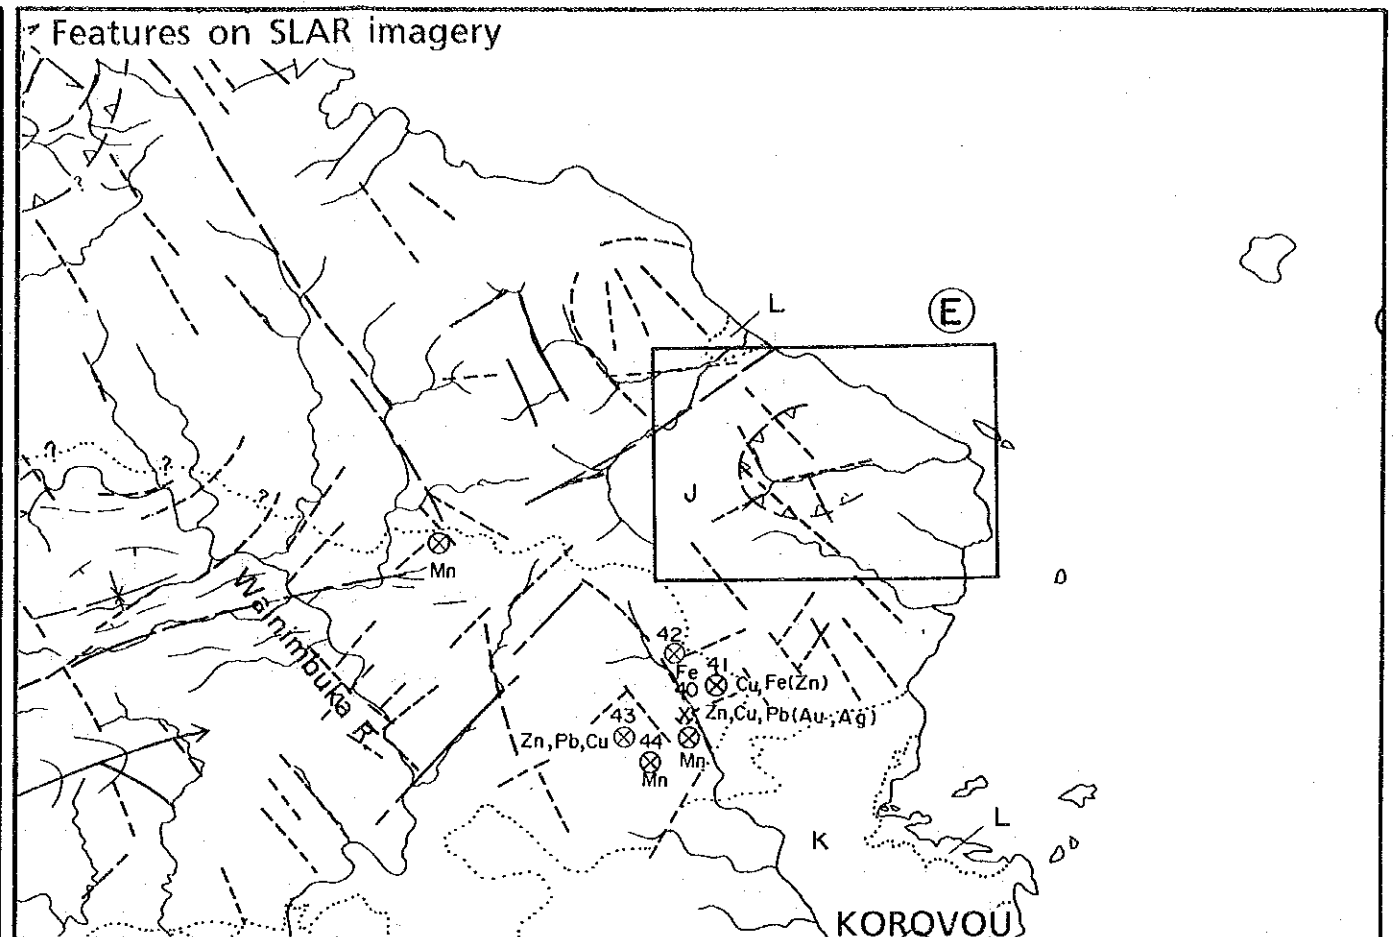 Features on SLAR imagery
?
L
E
?
?
?
J
Mn
Wainimbuka R.
42
Fe
41
40
Cu, Fe(Zn)
X
Zn,Cu,Pb(Au,Ag)
43
Zn,Pb,Cu
44
Mn
Mn
L
K
KOROVOU